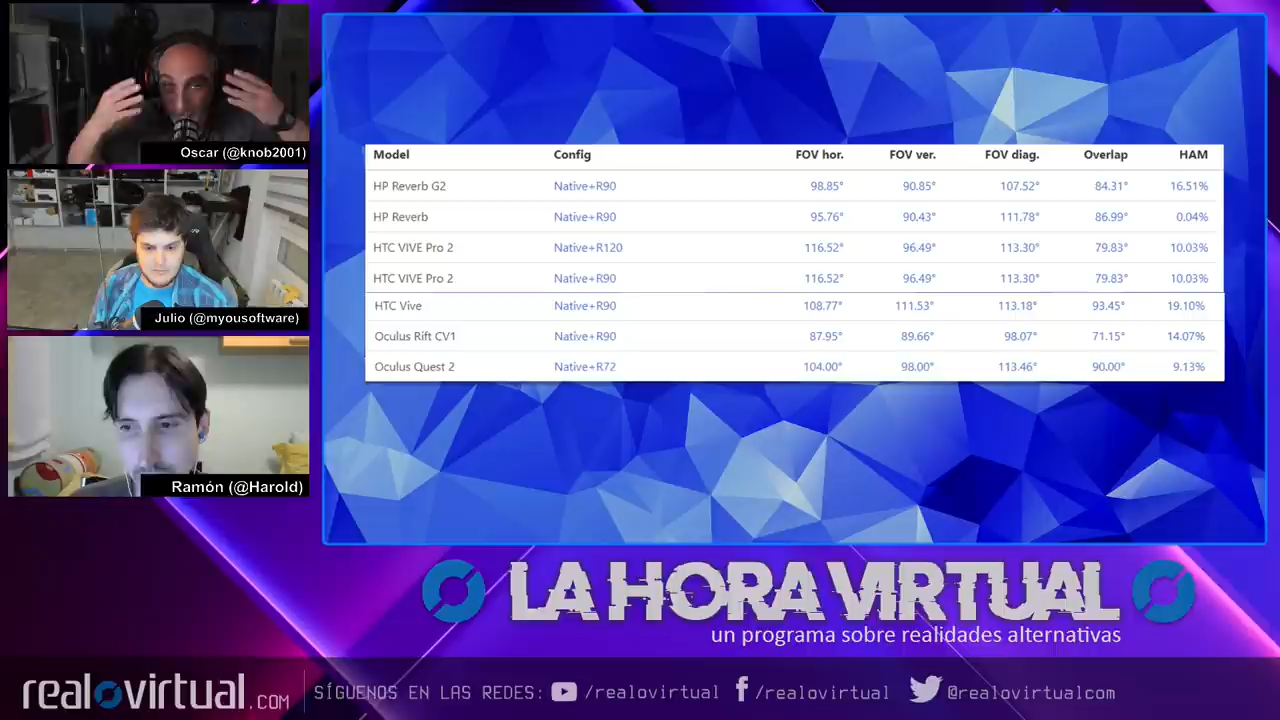 Oscar (@knob2001)
Julio (@myousoftware)
Ramón (@Harold)
Model Config FOV hor. FOV ver. FOV diag. Overlap HAM
HP Reverb G2 Native+R90 98.85° 90.85° 107.52° 84.31° 16.51%
HP Reverb Native+R90 95.76° 90.43° 111.78° 86.99° 0.04%
HTC VIVE Pro 2 Native+R120 116.52° 96.49° 113.30° 79.83° 10.03%
HTC VIVE Pro 2 Native+R90 116.52° 96.49° 113.30° 79.83° 10.03%
HTC Vive Native+R90 108.77° 111.53° 113.18° 93.45° 19.10%
Oculus Rift CV1 Native+R90 87.95° 89.66° 98.07° 71.15° 14.07%
Oculus Quest 2 Native+R72 104.00° 98.00° 113.46° 90.00° 9.13%
LA HORA VIRTUAL
un programa sobre realidades alternativas
realovirtual.com SÍGUENOS EN LAS REDES: /realovirtual /realovirtual @realovirtual.com